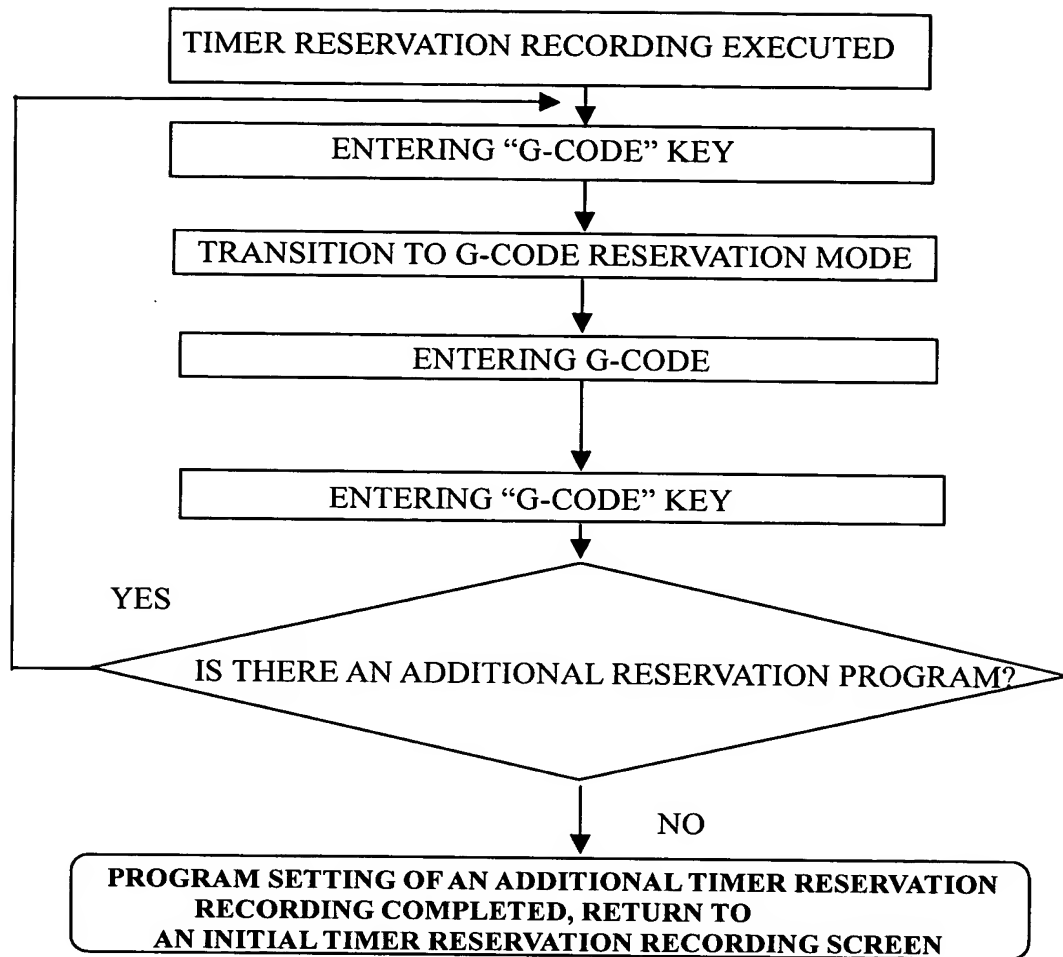 TIMER RESERVATION RECORDING EXECUTED
ENTERING “G-CODE” KEY
TRANSITION TO G-CODE RESERVATION MODE
ENTERING G-CODE
ENTERING “G-CODE” KEY
YES
IS THERE AN ADDITIONAL RESERVATION PROGRAM?
NO
PROGRAM SETTING OF AN ADDITIONAL TIMER RESERVATION
RECORDING COMPLETED, RETURN TO
AN INITIAL TIMER RESERVATION RECORDING SCREEN